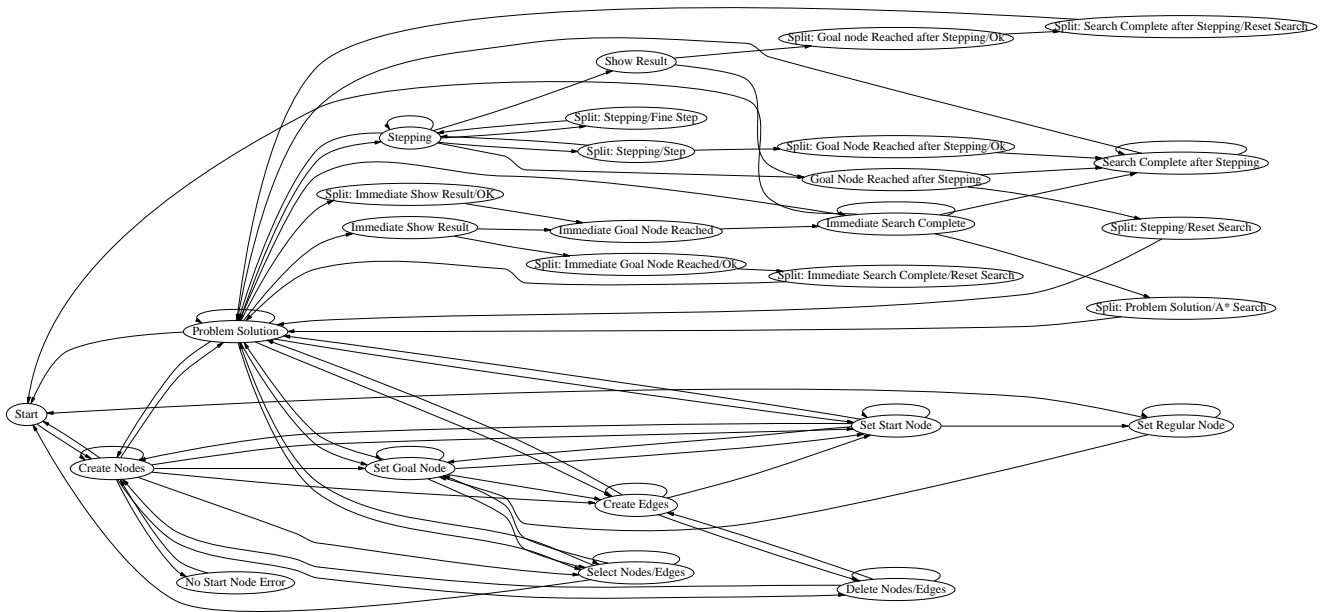 Split: Search Complete after Stepping/Reset Search
Split: Goal node Reached after Stepping/Ok
Show Result
Split: Stepping/Fine Step
Stepping
Split: Stepping/Step
Split: Goal Node Reached after Stepping/Ok
Search Complete after Stepping
Goal Node Reached after Stepping
Split: Immediate Show Result/OK
Immediate Show Result
Immediate Goal Node Reached
Immediate Search Complete
Split: Stepping/Reset Search
Split: Immediate Goal Node Reached/Ok
Split: Immediate Search Complete/Reset Search
Split: Problem Solution/A* Search
Problem Solution
Start
Set Start Node
Set Regular Node
Create Nodes
Set Goal Node
Create Edges
No Start Node Error
Select Nodes/Edges
Delete Nodes/Edges